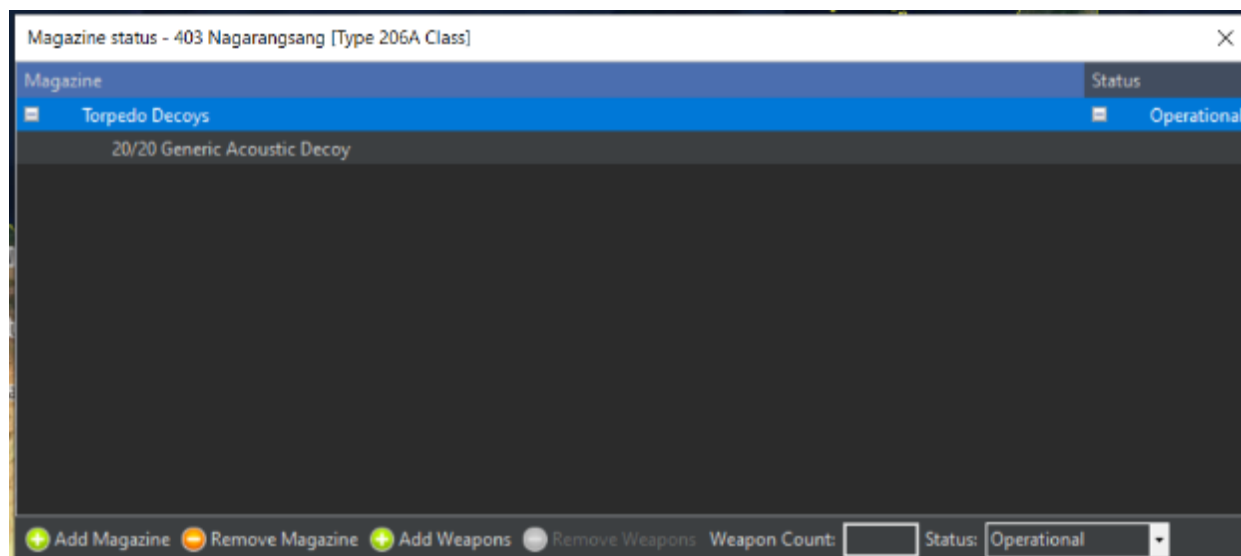 Magazine status - 403 Nagarangsang [Type 206A Class]
Magazine Status
Torpedo Decoys Operational
20/20 Generic Acoustic Decoy
Add Magazine Remove Magazine Add Weapons Remove Weapons Weapon Count: Status: Operational